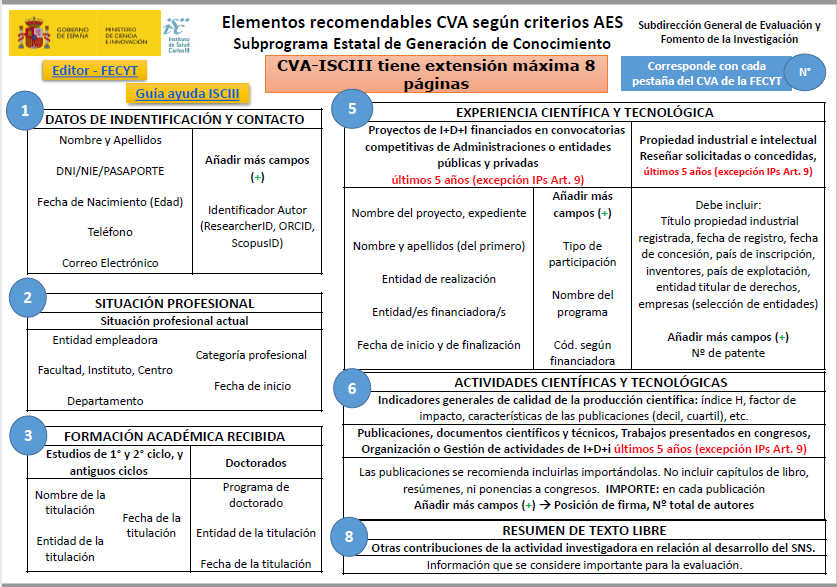 GOBIERNO
DE ESPAÑA
MINISTERIO
DE CIENCIA
E INNOVACIÓN
isc
Instituto
de Salud
Carlos III
Elementos recomendables CVA según criterios AES
Subprograma Estatal de Generación de Conocimiento
Subdirección General de Evaluación y
Fomento de la Investigación
Editor - FECYT
Guía ayuda ISCIII
CVA-ISCIII tiene extensión máxima 8
páginas
Corresponde con cada
pestaña del CVA de la FECYT
N°
1
DATOS DE INDENTIFICACIÓN Y CONTACTO
Nombre y Apellidos
DNI/NIE/PASAPORTE
Fecha de Nacimiento (Edad)
Teléfono
Correo Electrónico
Añadir más campos
(+)
Identificador Autor
(ResearcherID, ORCID,
ScopusID)
2
SITUACIÓN PROFESIONAL
Situación profesional actual
Entidad empleadora
Facultad, Instituto, Centro
Departamento
Categoría profesional
Fecha de inicio
3
FORMACIÓN ACADÉMICA RECIBIDA
Estudios de 1° y 2° ciclo, y
antiguos ciclos
Doctorados
Nombre de la
titulación
Entidad de la
titulación
Fecha de la
titulación
Programa de
doctorado
Entidad de la titulación
Fecha de la titulación
5
EXPERIENCIA CIENTÍFICA Y TECNOLÓGICA
Proyectos de I+D+I financiados en convocatorias
competitivas de Administraciones o entidades
públicas y privadas
últimos 5 años (excepción IPs Art. 9)
Propiedad industrial e intelectual
Reseñar solicitadas o concedidas,
últimos 5 años (excepción IPs Art. 9)
Nombre del proyecto, expediente
Nombre y apellidos (del primero)
Entidad de realización
Entidad/es financiadora/s
Fecha de inicio y de finalización
Añadir más
campos (+)
Tipo de
participación
Nombre del
programa
Cód. según
financiadora
Debe incluir:
Título propiedad industrial
registrada, fecha de registro, fecha
de concesión, país de inscripción,
inventores, país de explotación,
entidad titular de derechos,
empresas (selección de entidades)
Añadir más campos (+)
Nº de patente
6
ACTIVIDADES CIENTÍFICAS Y TECNOLÓGICAS
Indicadores generales de calidad de la producción científica: índice H, factor de
impacto, características de las publicaciones (decil, cuartil), etc.
Publicaciones, documentos científicos y técnicos, Trabajos presentados en congresos,
Organización o Gestión de actividades de I+D+i últimos 5 años (excepción IPs Art. 9)
Las publicaciones se recomienda incluirlas importándolas. No incluir capítulos de libro,
resúmenes, ni ponencias a congresos. IMPORTE: en cada publicación
Añadir más campos (+) → Posición de firma, Nº total de autores
8
RESUMEN DE TEXTO LIBRE
Otras contribuciones de la actividad investigadora en relación al desarrollo del SNS.
Información que se considere importante para la evaluación.